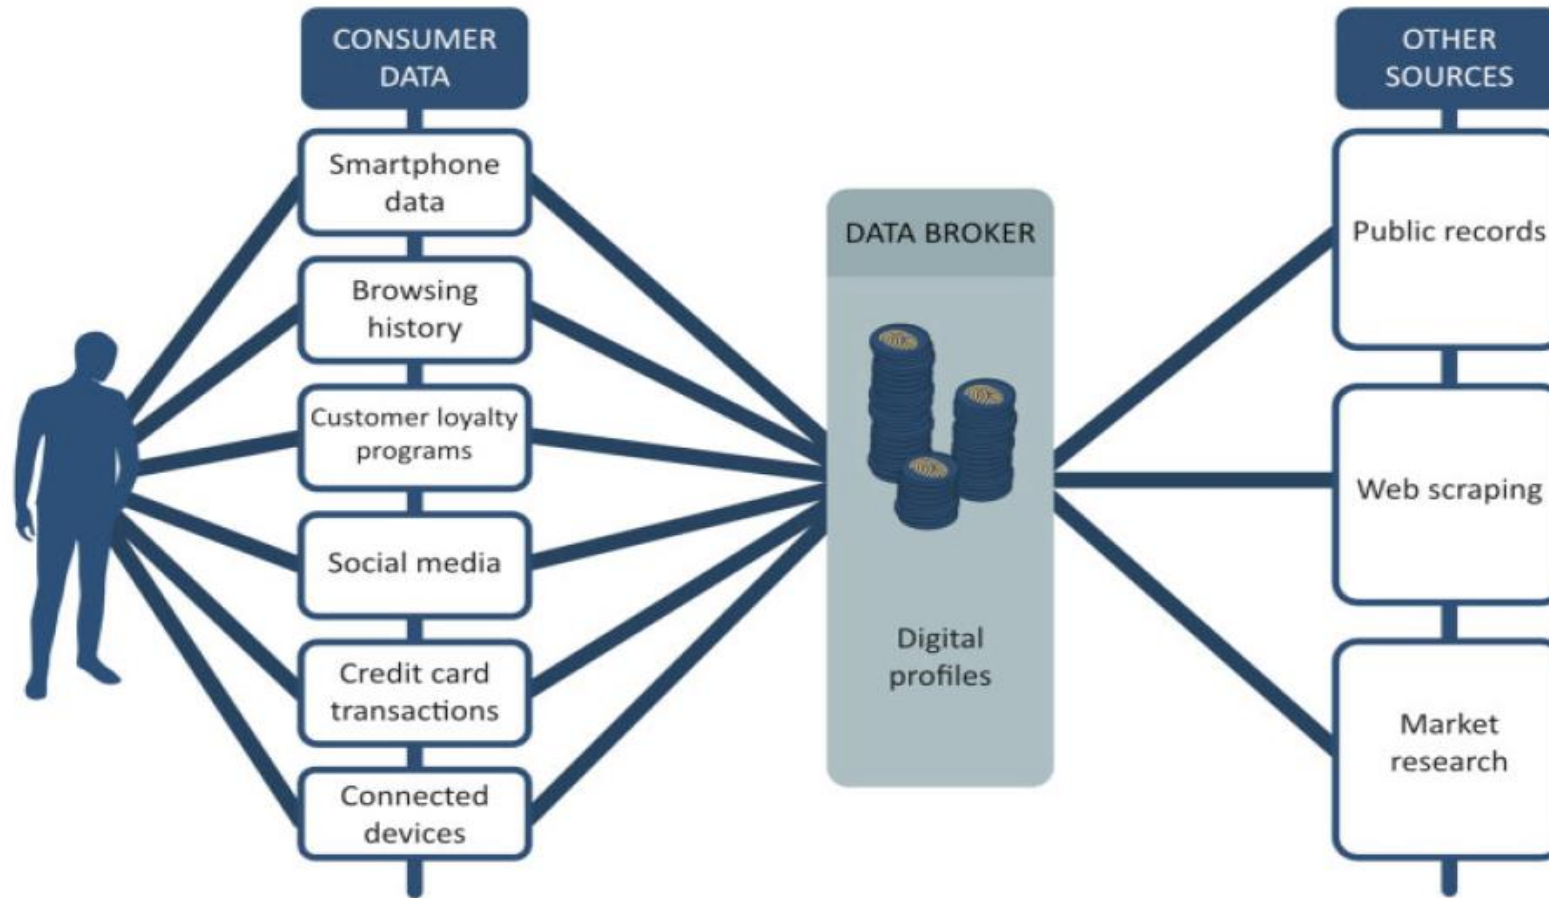 CONSUMER
DATA
Smartphone
data
Browsing
history
Customer loyalty
programs
Social media
Credit card
transactions
Connected
devices
DATA BROKER
Digital
profiles
OTHER
SOURCES
Public records
Web scraping
Market
research